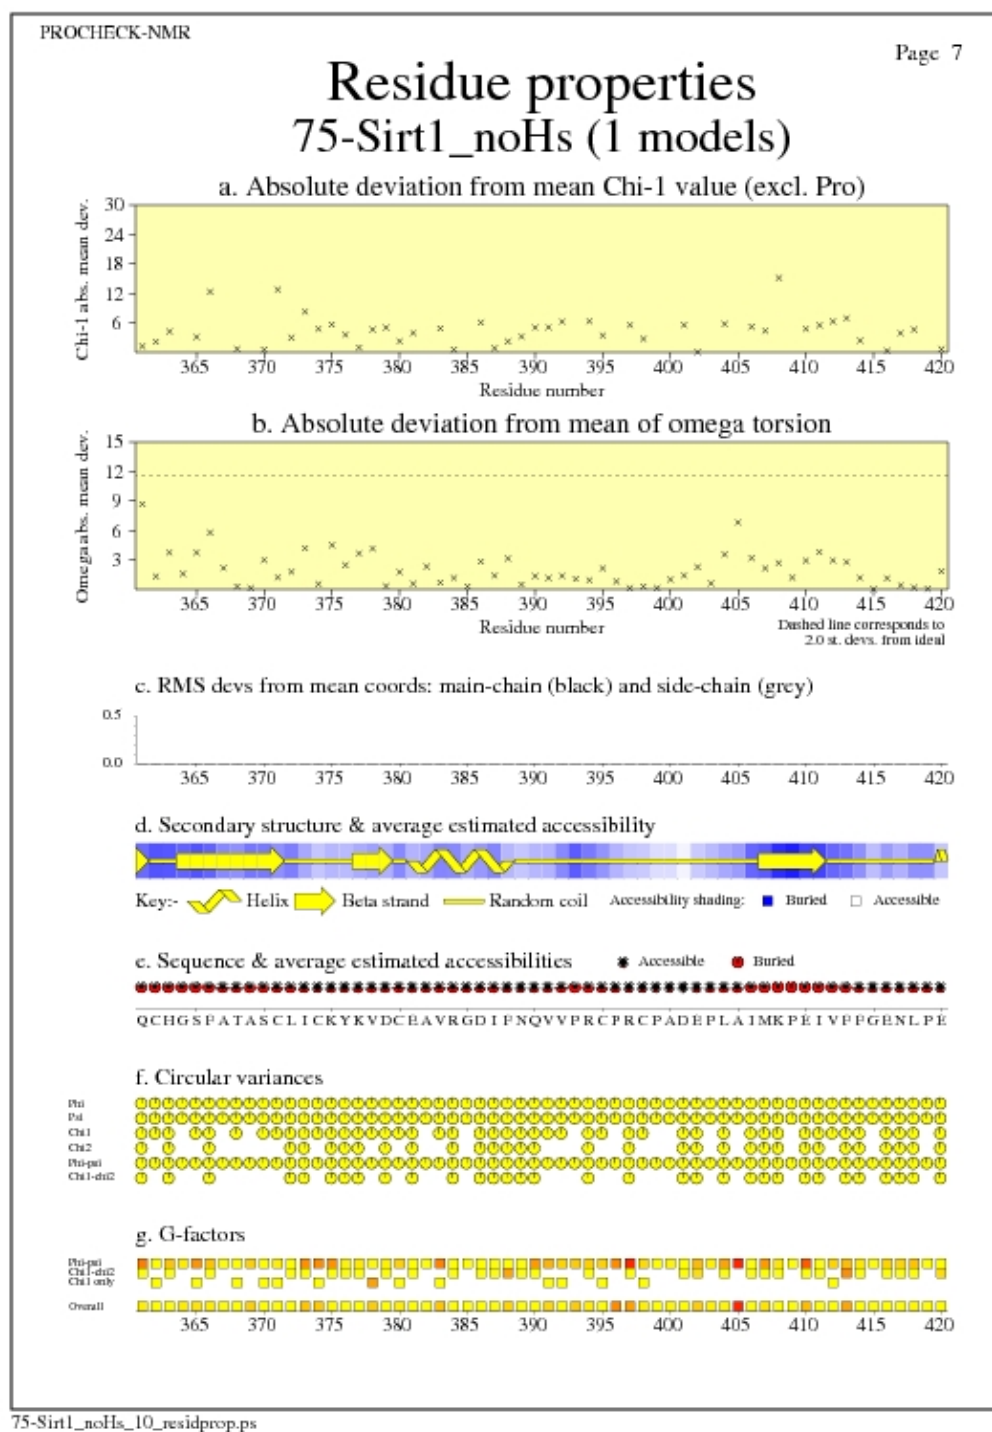 PROCHECK-NMR
Page 7
Residue properties
75-Sirt1_noHs (1 models)
a. Absolute deviation from mean Chi-1 value (excl. Pro)
Chi-1 abs. mean dev.
30
24
18
12
6
365 370 375 380 385 390 395 400 405 410 415 420
Residue number
b. Absolute deviation from mean of omega torsion
Omega abs. mean dev.
15
12
9
6
3
365 370 375 380 385 390 395 400 405 410 415 420
Residue number
Dashed line corresponds to
2.0 st. devs. from ideal
c. RMS devs from mean coords: main-chain (black) and side-chain (grey)
0.5
0.0
365 370 375 380 385 390 395 400 405 410 415 420
d. Secondary structure & average estimated accessibility
Key:- Helix Beta strand Random coil Accessibility shading: Buried Accessible
e. Sequence & average estimated accessibilities Accessible Buried
Q C H G S F A T A S C L I C K Y K V D C E A V R G D I F N Q V V P R C P R C P A D E P L A I M K P E I V F F G E N L P E
f. Circular variances
Phi
Psi
Chi1
Chi2
Phi-psi
Chi1-chi2
g. G-factors
Phi-psi
Chi1-chi2
Chi1 only
Overall
365 370 375 380 385 390 395 400 405 410 415 420
75-Sirt1_noHs_10_residprop.ps